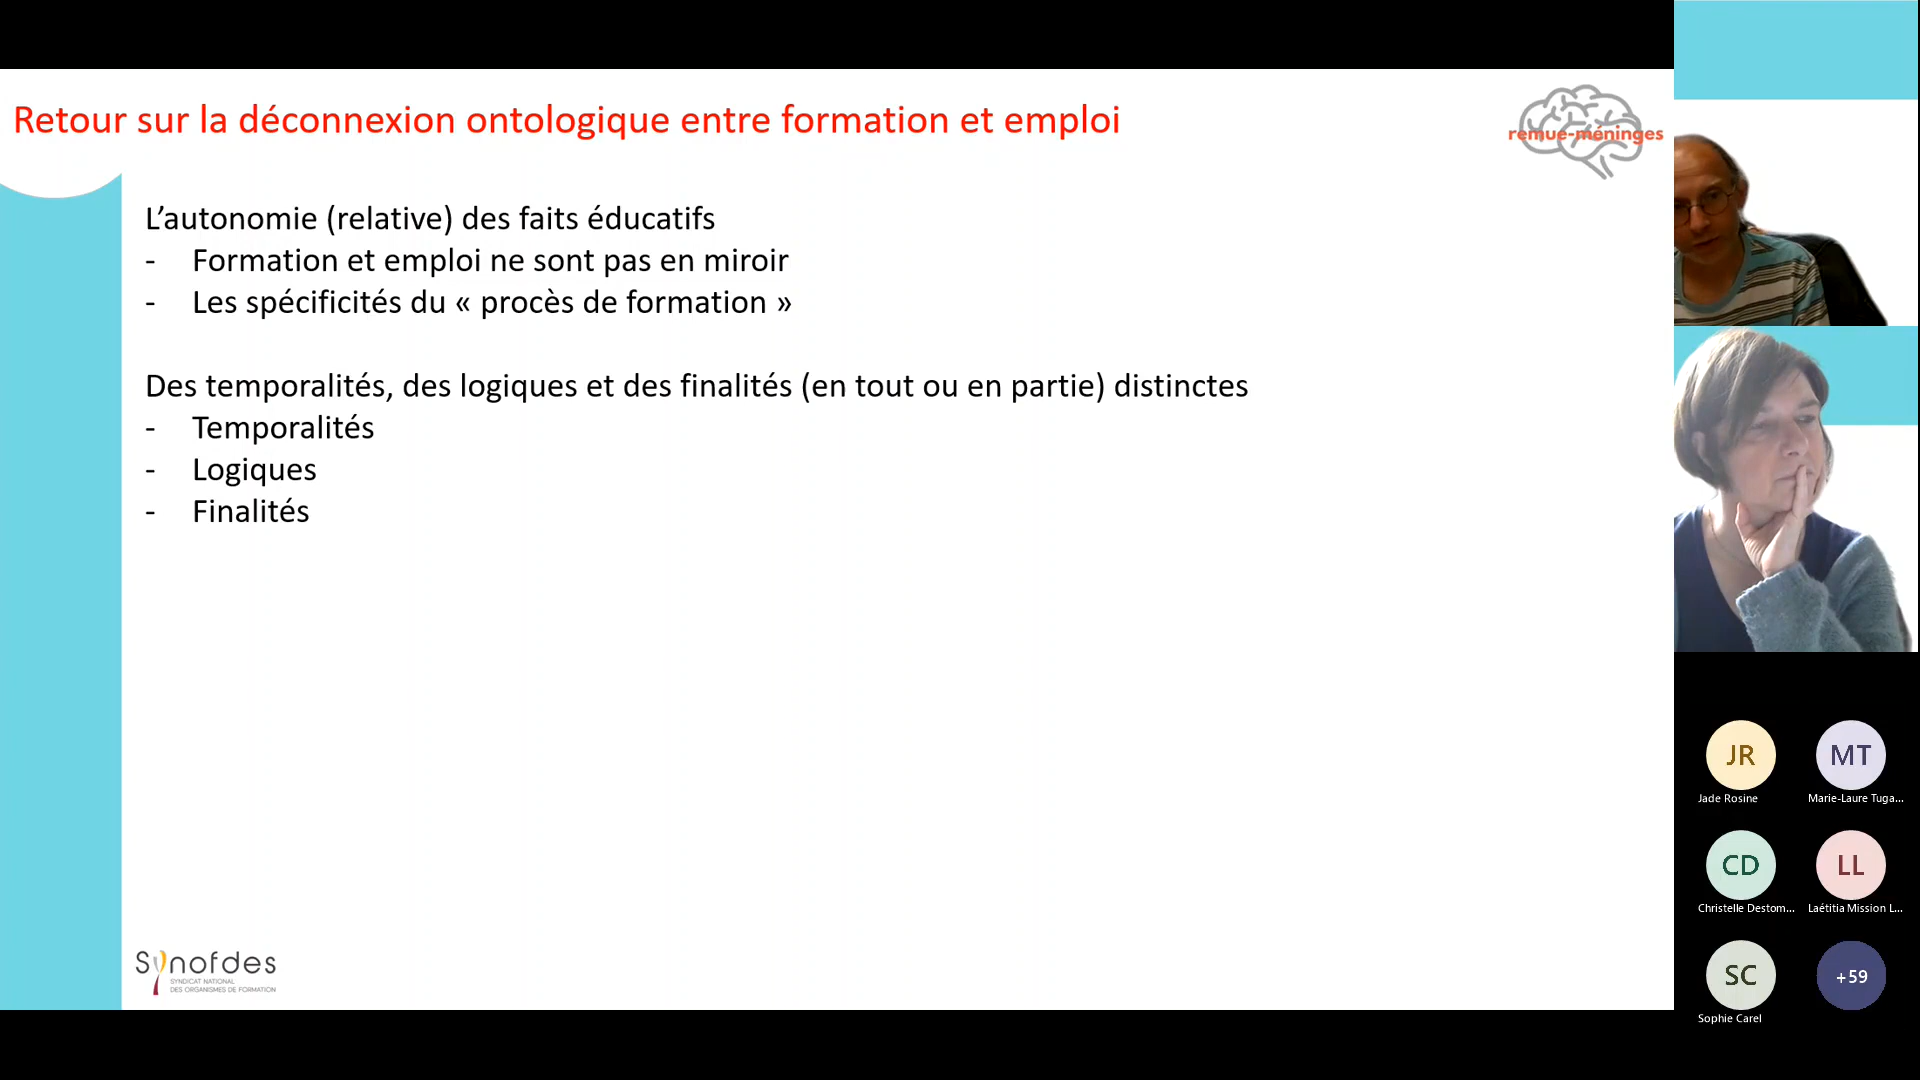 Retour sur la déconnexion ontologique entre formation et emploi
remue-méninges
L’autonomie (relative) des faits éducatifs
- Formation et emploi ne sont pas en miroir
- Les spécificités du « procès de formation »
Des temporalités, des logiques et des finalités (en tout ou en partie) distinctes
- Temporalités
- Logiques
- Finalités
Synofdes
SYNDICAT NATIONAL
DES ORGANISMES DE FORMATION
JR
MT
Jade Rosine
Marie-Laure Tuga...
CD
LL
Christelle Destom...
Laétitia Mission L...
SC
+59
Sophie Carel